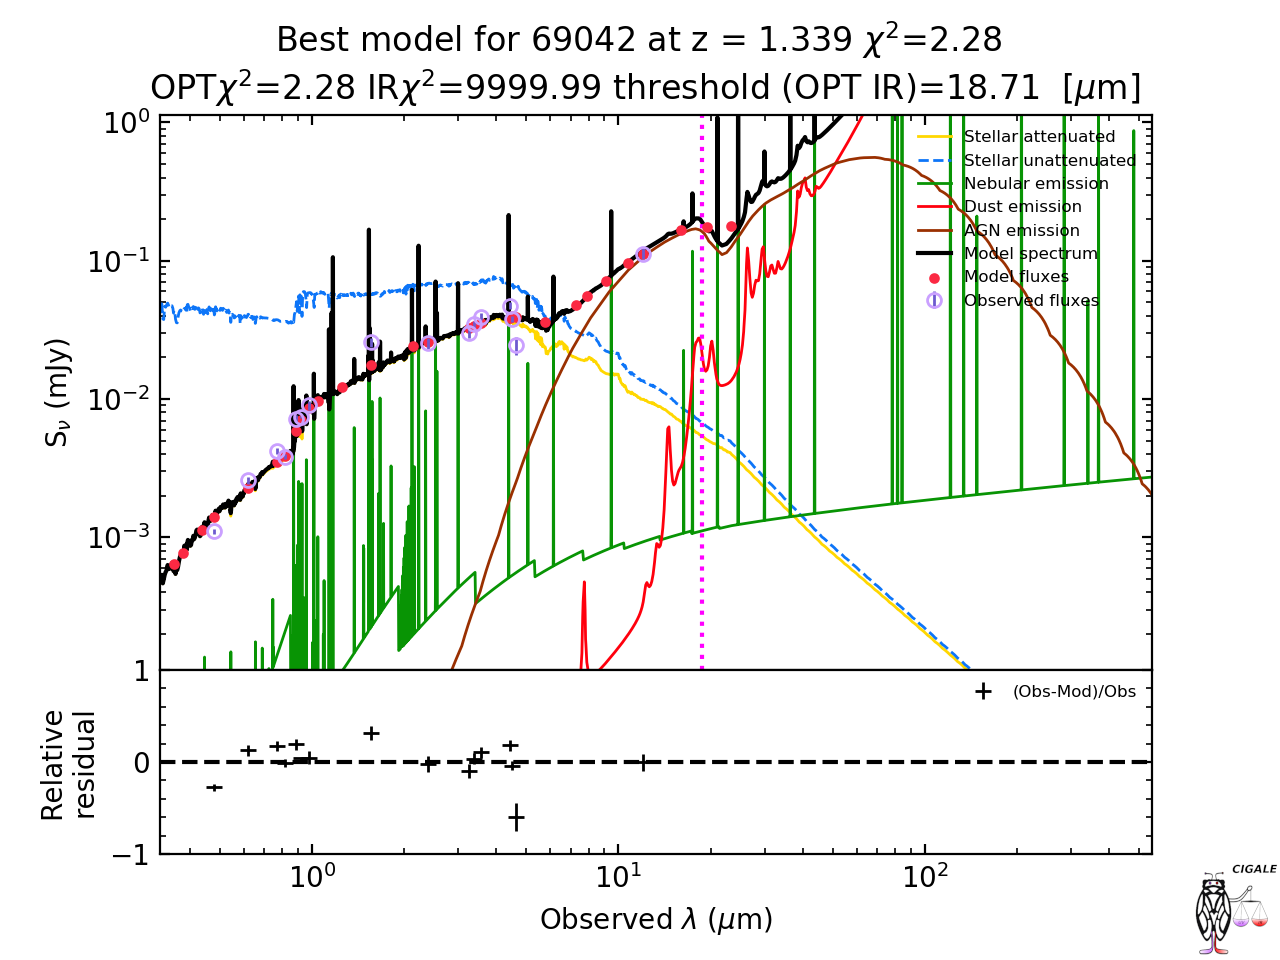 Best model for 69042 at z = 1.339 χ²=2.28
OPTχ²=2.28 IRχ²=9999.99 threshold (OPT IR)=18.71 [μm]
10⁰
10⁻¹
10⁻²
10⁻³
Sν (mJy)
Stellar attenuated
Stellar unattenuated
Nebular emission
Dust emission
AGN emission
Model spectrum
Model fluxes
Observed fluxes
1
0
−1
Relative
residual
(Obs-Mod)/Obs
10⁰
10¹
10²
Observed λ (μm)
CIGALE